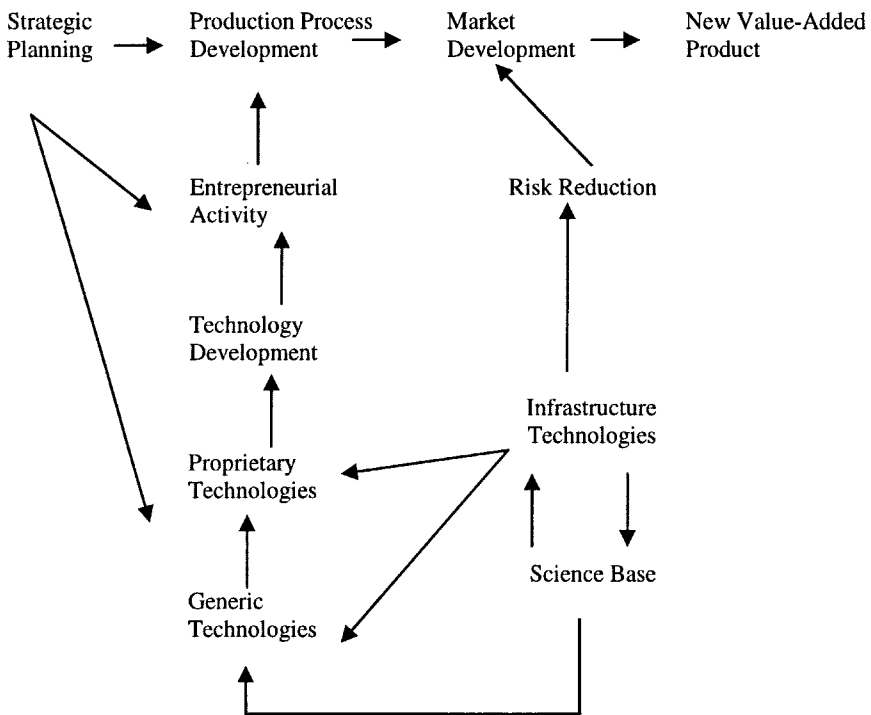 Strategic
Planning
Production Process
Development
Market
Development
New Value-Added
Product
Entrepreneurial
Activity
Risk Reduction
Technology
Development
Infrastructure
Technologies
Proprietary
Technologies
Science Base
Generic
Technologies